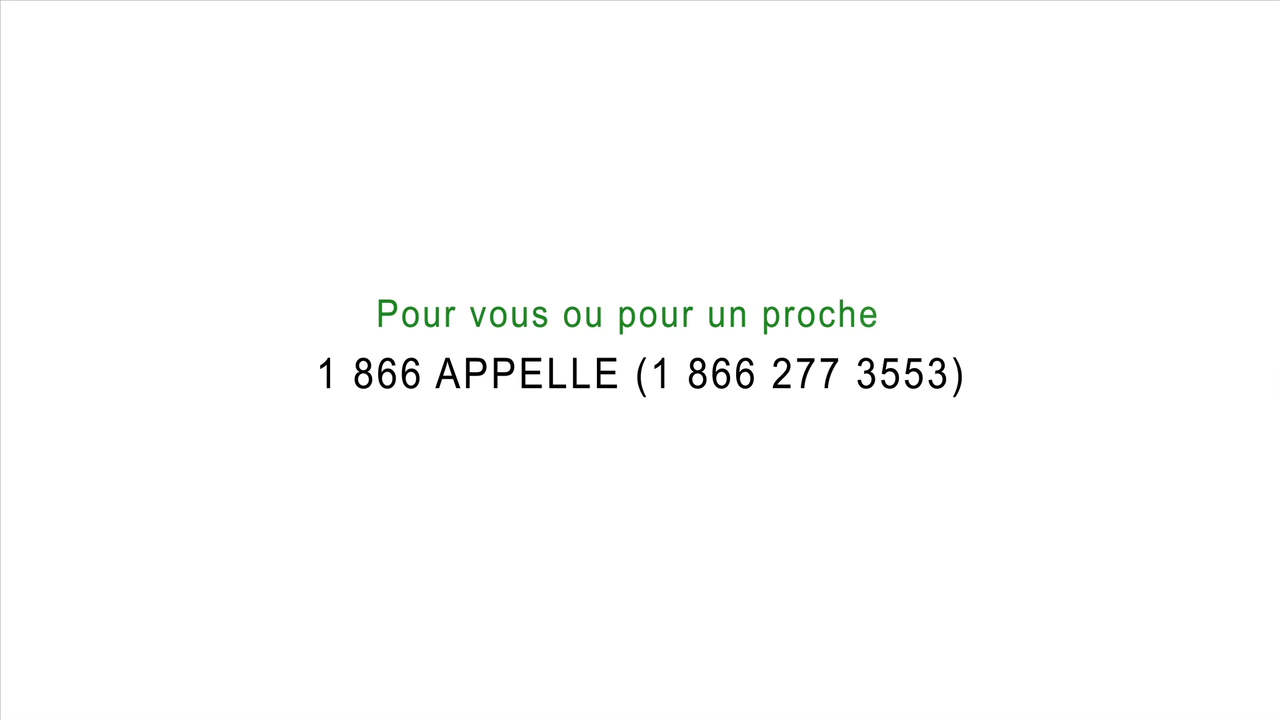 Pour vous ou pour un proche
1 866 APPELLE (1 866 277 3553)